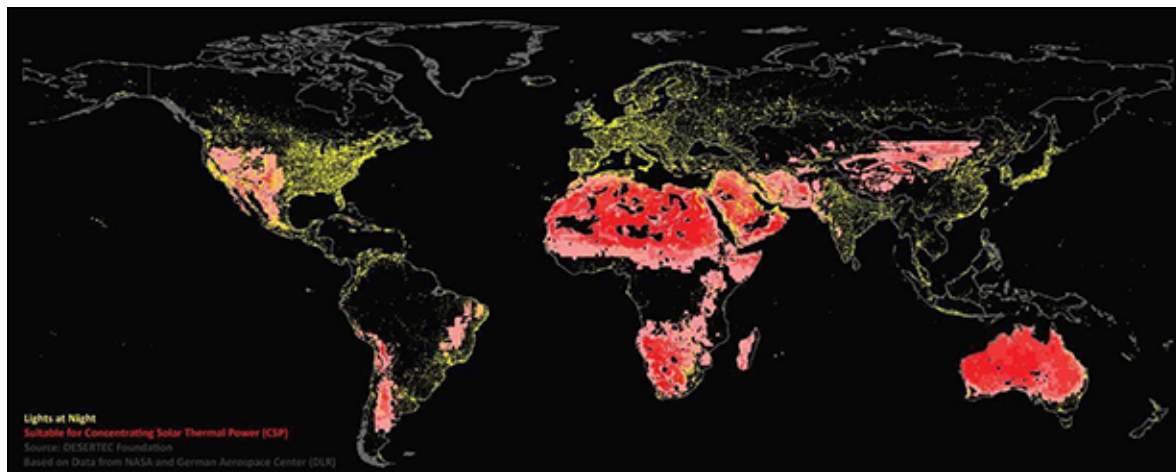 Lights at Night
Suitable for Concentrating Solar Thermal Power (CSP)
Source: DESERTEC Foundation
Based on Data from NASA and German Aerospace Center (DLR)